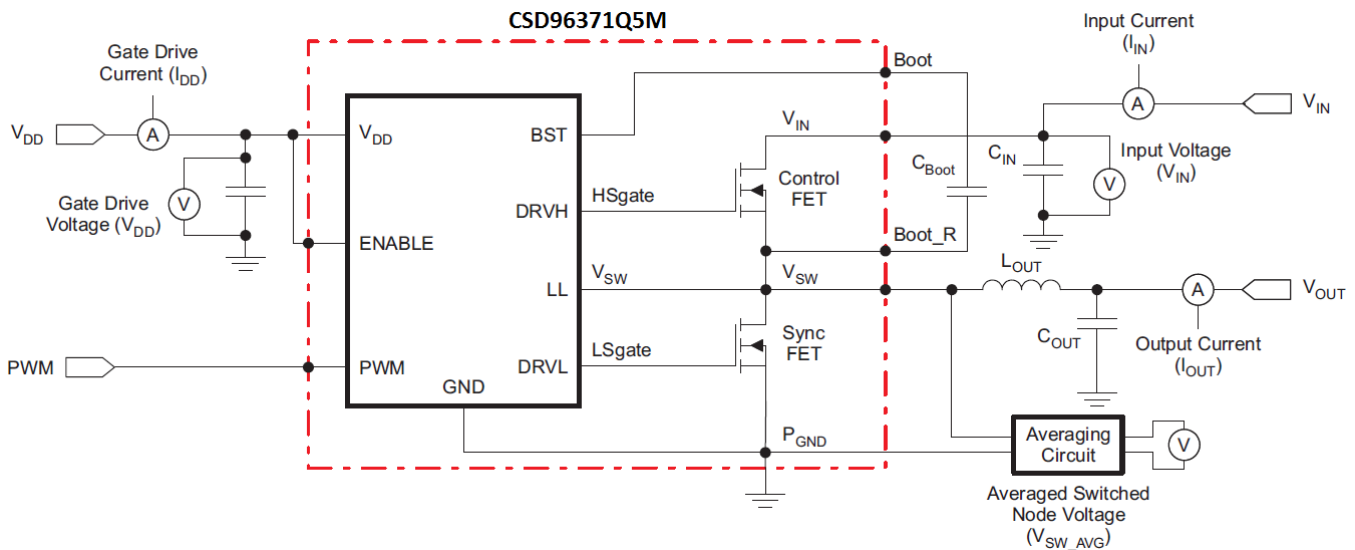 CSD96371Q5M
Gate Drive
Current (I_DD)
V_DD
A
V
Gate Drive
Voltage (V_DD)
PWM
V_DD
ENABLE
PWM
GND
BST
DRVH
LL
DRVL
HSgate
V_SW
LSgate
V_IN
Control
FET
V_SW
Sync
FET
P_GND
Boot
C_Boot
Boot_R
Input Current
(I_IN)
A
V_IN
C_IN
V
Input Voltage
(V_IN)
L_OUT
C_OUT
A
V_OUT
Output Current
(I_OUT)
Averaging
Circuit
V
Averaged Switched
Node Voltage
(V_SW_AVG)